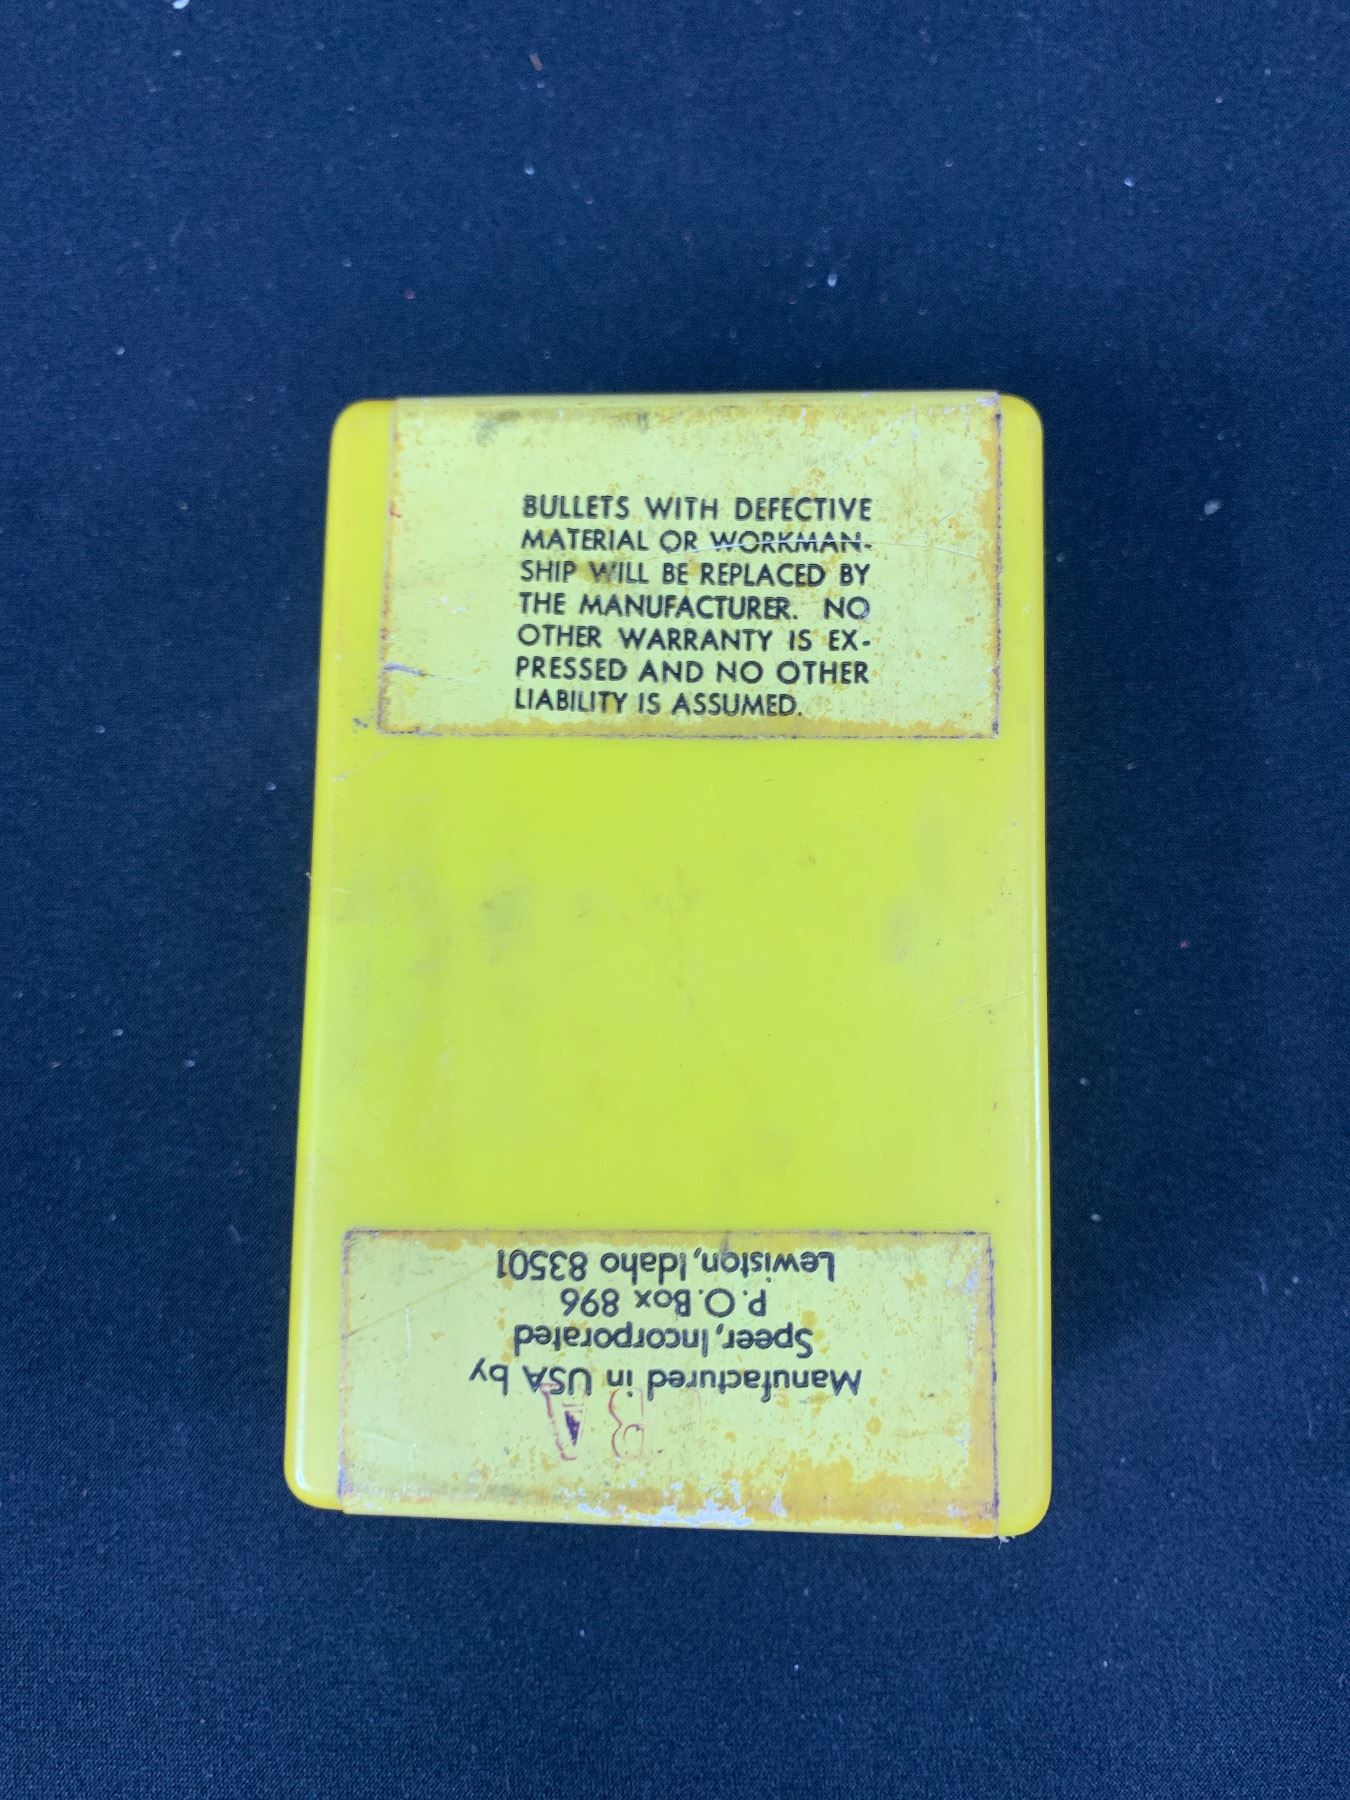 BULLETS WITH DEFECTIVE
MATERIAL OR WORKMAN-
SHIP WILL BE REPLACED BY
THE MANUFACTURER. NO
OTHER WARRANTY IS EX-
PRESSED AND NO OTHER
LIABILITY IS ASSUMED.
Manufactured in USA by
Speer, Incorporated
P.O. Box 896
Lewiston, Idaho 83501